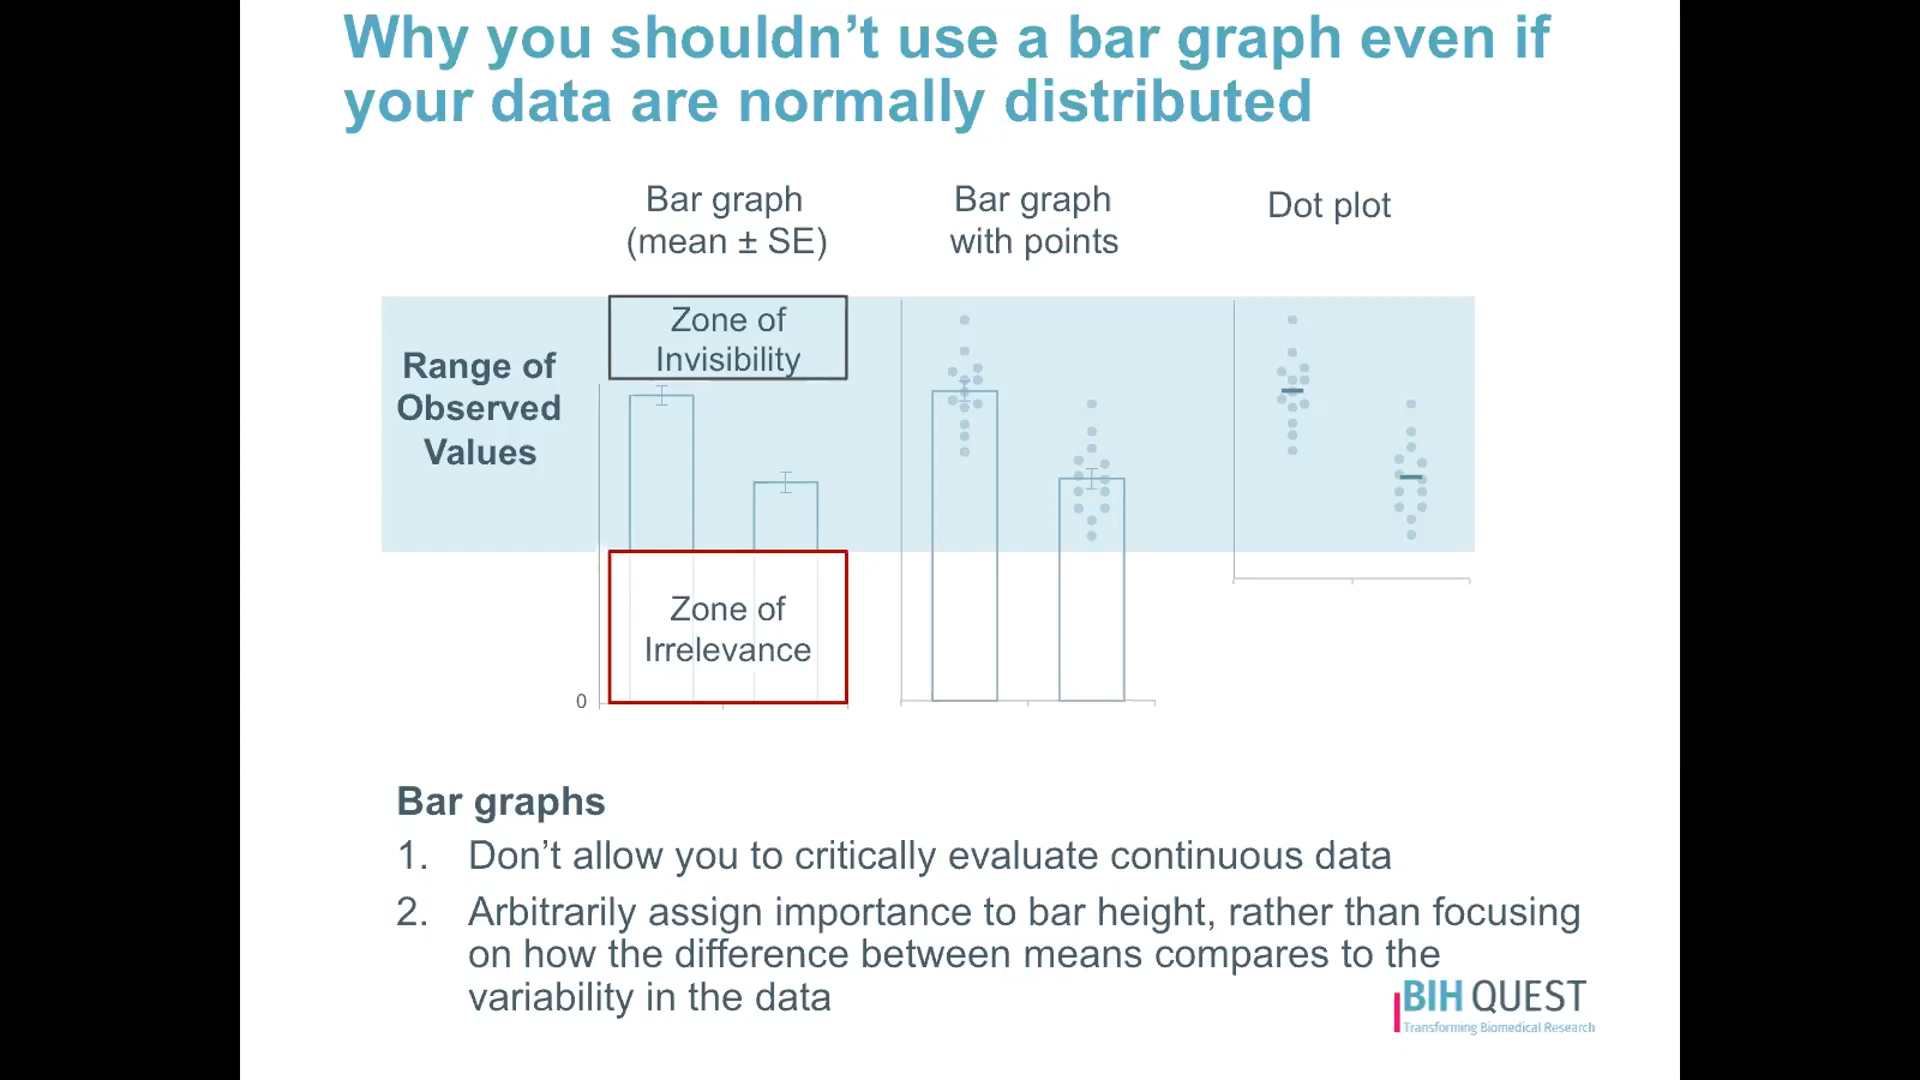 Why you shouldn’t use a bar graph even if
your data are normally distributed
Bar graph
(mean ± SE)
Bar graph
with points
Dot plot
Range of
Observed
Values
Zone of
Invisibility
Zone of
Irrelevance
0
Bar graphs
1. Don’t allow you to critically evaluate continuous data
2. Arbitrarily assign importance to bar height, rather than focusing
on how the difference between means compares to the
variability in the data
BIH QUEST
Transforming Biomedical Research